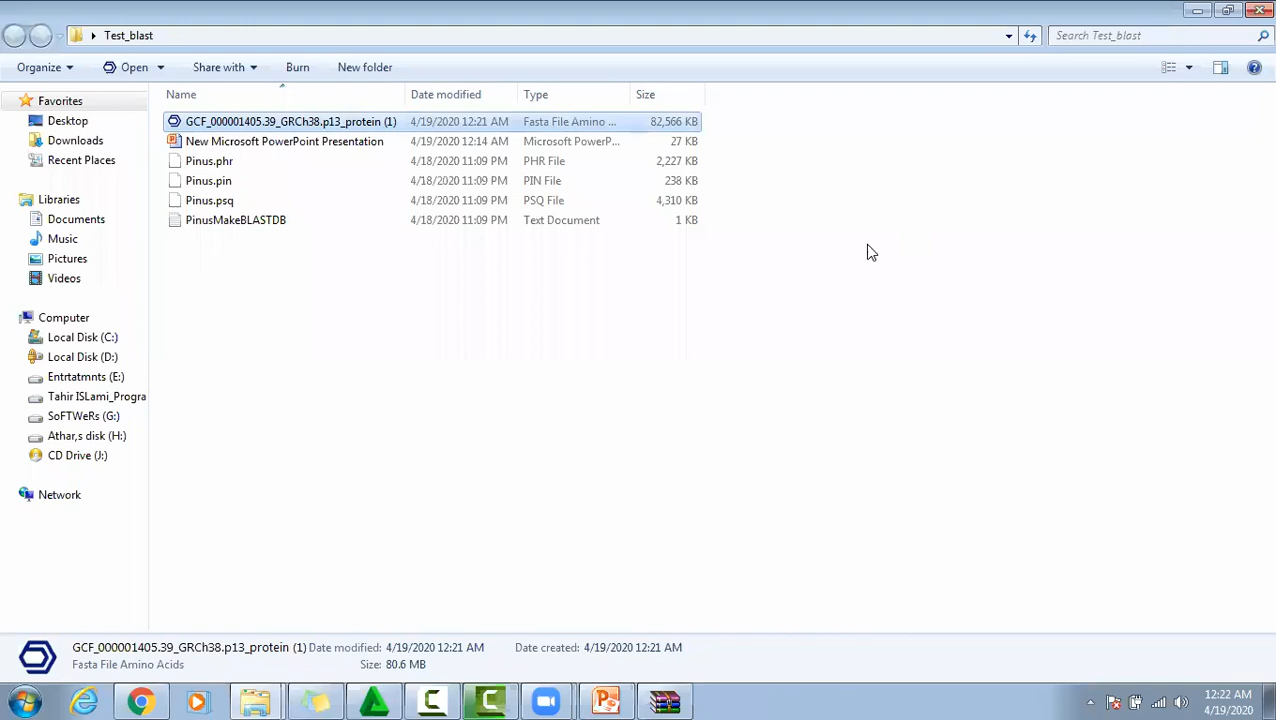 Test_blast
Search Test_blast
Organize Open Share with Burn New folder
Name Date modified Type Size
Favorites
Desktop
Downloads
Recent Places
Libraries
Documents
Music
Pictures
Videos
Computer
Local Disk (C:)
Local Disk (D:)
Entrtatmnts (E:)
Tahir ISLami_Progra
SoFTWeRs (G:)
Athar,s disk (H:)
CD Drive (J:)
Network
GCF_000001405.39_GRCh38.p13_protein (1) 4/19/2020 12:21 AM Fasta File Amino ... 82,566 KB
New Microsoft PowerPoint Presentation 4/19/2020 12:14 AM Microsoft PowerP... 27 KB
Pinus.phr 4/18/2020 11:09 PM PHR File 2,227 KB
Pinus.pin 4/18/2020 11:09 PM PIN File 238 KB
Pinus.psq 4/18/2020 11:09 PM PSQ File 4,310 KB
PinusMakeBLASTDB 4/18/2020 11:09 PM Text Document 1 KB
GCF_000001405.39_GRCh38.p13_protein (1) Date modified: 4/19/2020 12:21 AM Date created: 4/19/2020 12:21 AM
Fasta File Amino Acids Size: 80.6 MB
12:22 AM
4/19/2020